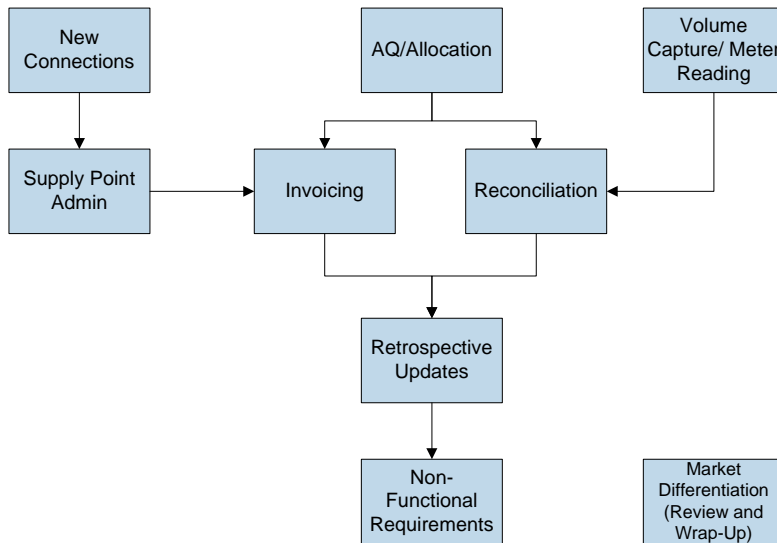 New
Connections
AQ/Allocation
Volume
Capture/ Meter
Reading
Supply Point
Admin
Invoicing
Reconciliation
Retrospective
Updates
Non-
Functional
Requirements
Market
Differentiation
(Review and
Wrap-Up)